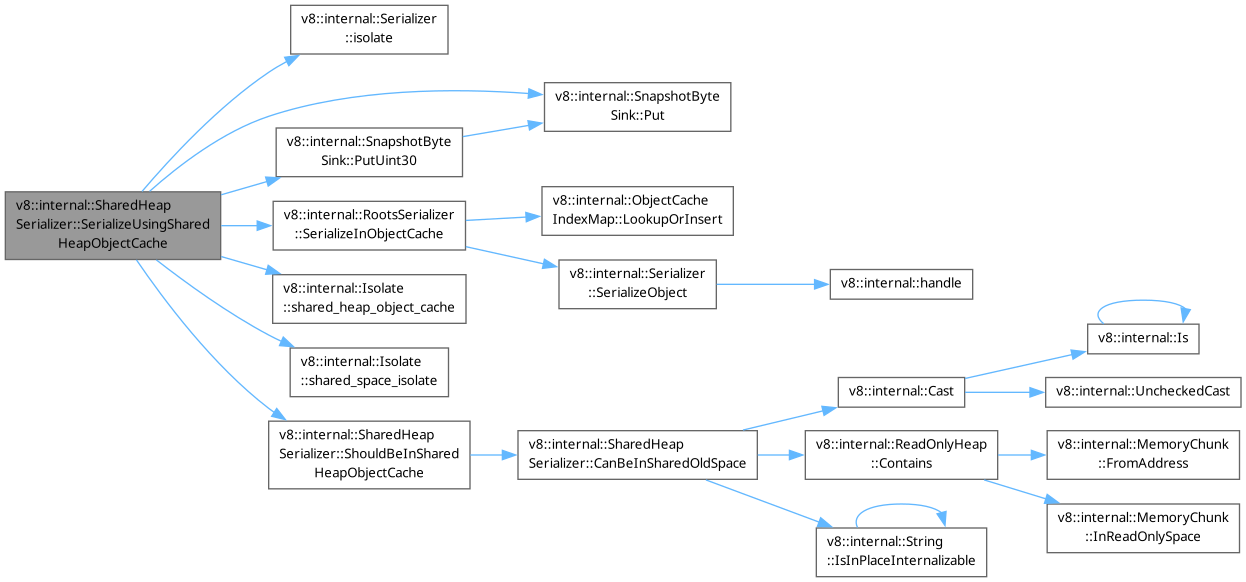 v8::internal::Serializer
::isolate
v8::internal::SnapshotByte
Sink::Put
v8::internal::SnapshotByte
Sink::PutUint30
v8::internal::SharedHeap
Serializer::SerializeUsingShared
HeapObjectCache
v8::internal::RootsSerializer
::SerializeInObjectCache
v8::internal::ObjectCache
IndexMap::LookupOrInsert
v8::internal::Serializer
::SerializeObject
v8::internal::handle
v8::internal::Isolate
::shared_heap_object_cache
v8::internal::Isolate
::shared_space_isolate
v8::internal::SharedHeap
Serializer::ShouldBeInShared
HeapObjectCache
v8::internal::SharedHeap
Serializer::CanBeInSharedOldSpace
v8::internal::Cast
v8::internal::Is
v8::internal::UncheckedCast
v8::internal::ReadOnlyHeap
::Contains
v8::internal::MemoryChunk
::FromAddress
v8::internal::MemoryChunk
::InReadOnlySpace
v8::internal::String
::IsInPlaceInternalizable